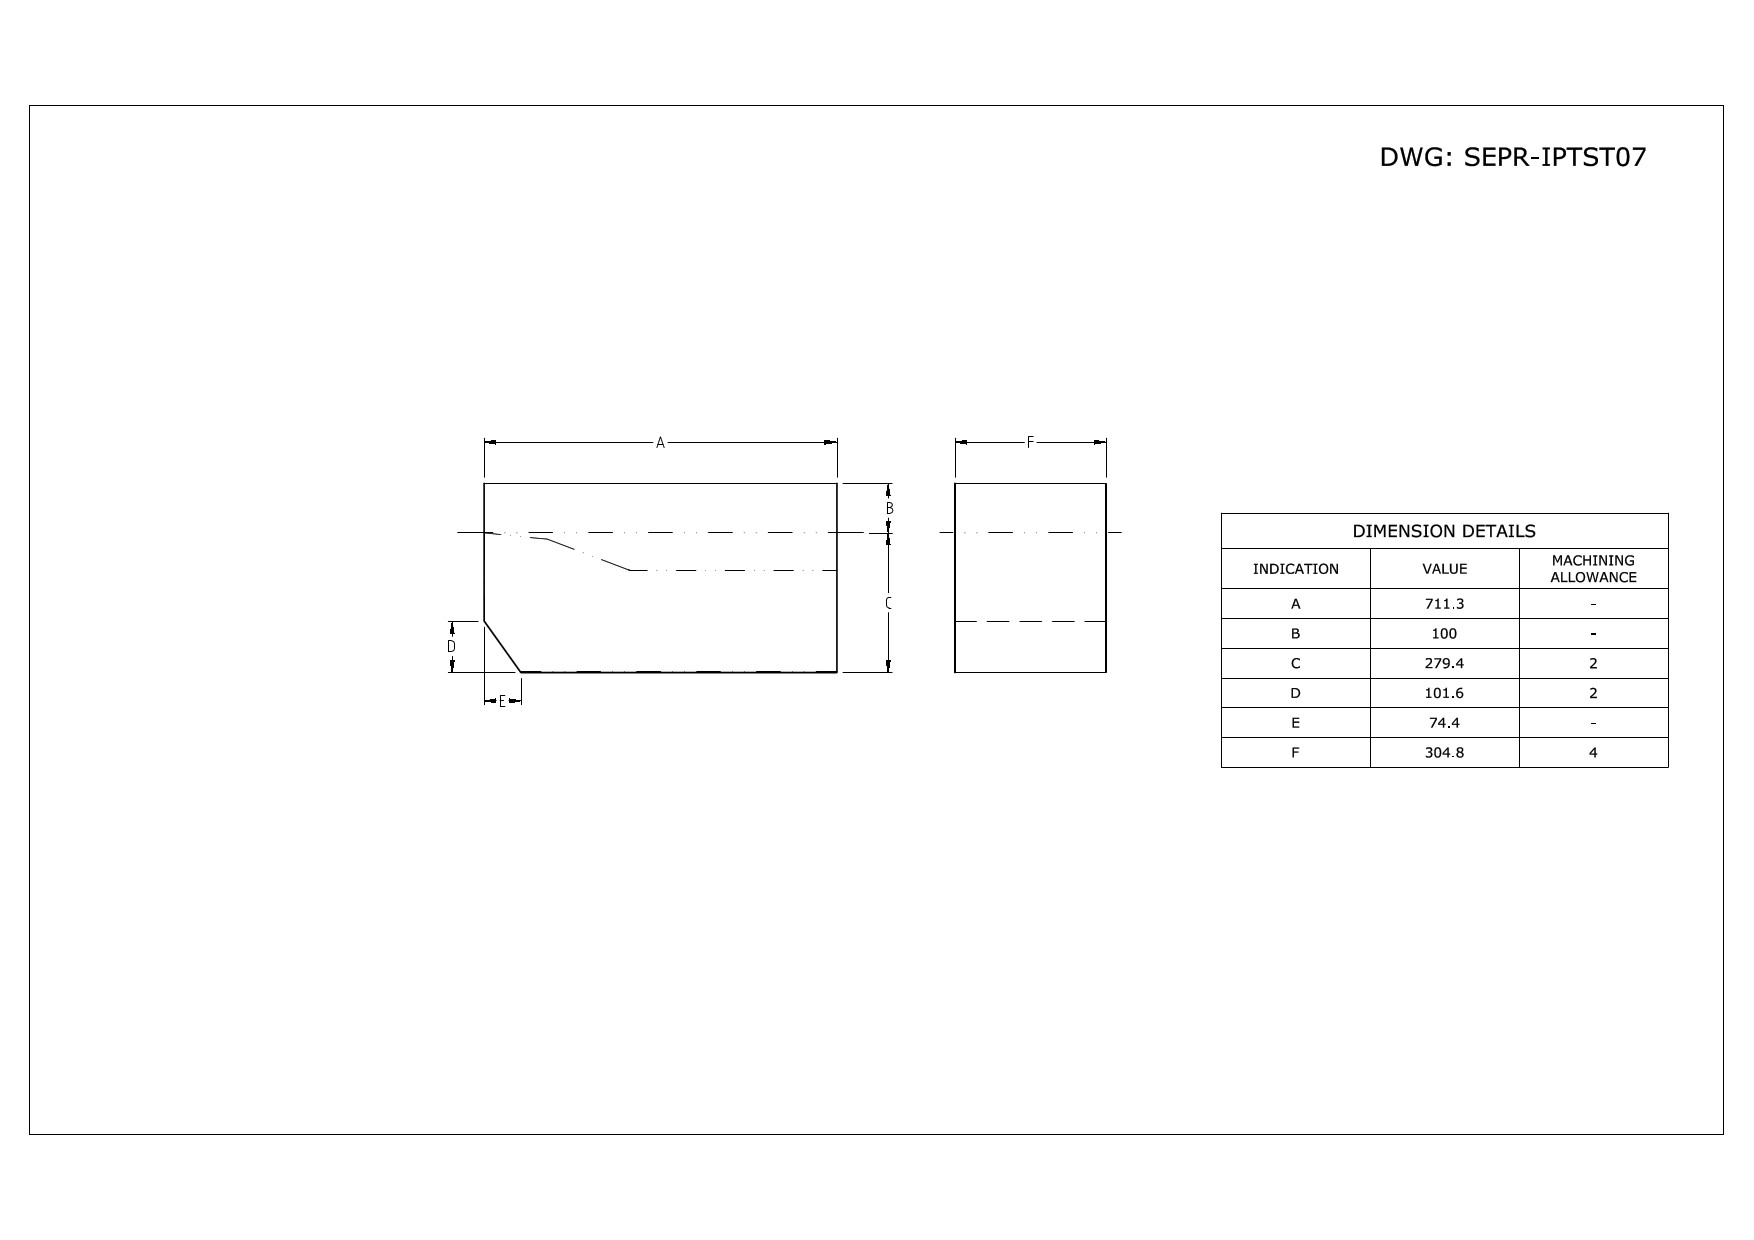 DWG: SEPR-IPTST07
A
F
B
C
D
E
DIMENSION DETAILS
INDICATION VALUE MACHINING ALLOWANCE
A 711.3 -
B 100 -
C 279.4 2
D 101.6 2
E 74.4 -
F 304.8 4